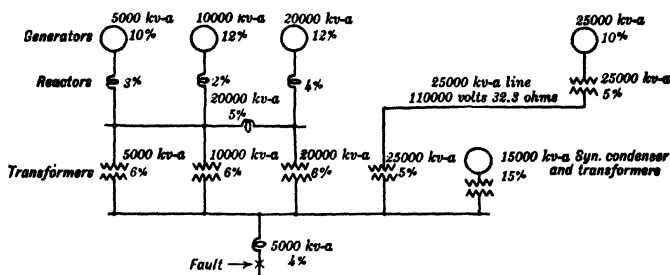 5000 kv-a 10000 kv-a 20000 kv-a 25000 kv-a
Generators 10% 12% 12% 10%
Reactors 3% 2% 4% 25000 kv-a
20000 kv-a 25000 kv-a line 5%
5% 110000 volts 32.3 ohms
5000 kv-a 10000 kv-a 20000 kv-a 25000 kv-a 15000 kv-a Syn. condenser
Transformers 6% 6% 6% 5% and transformers
15%
5000 kv-a
Fault 4%